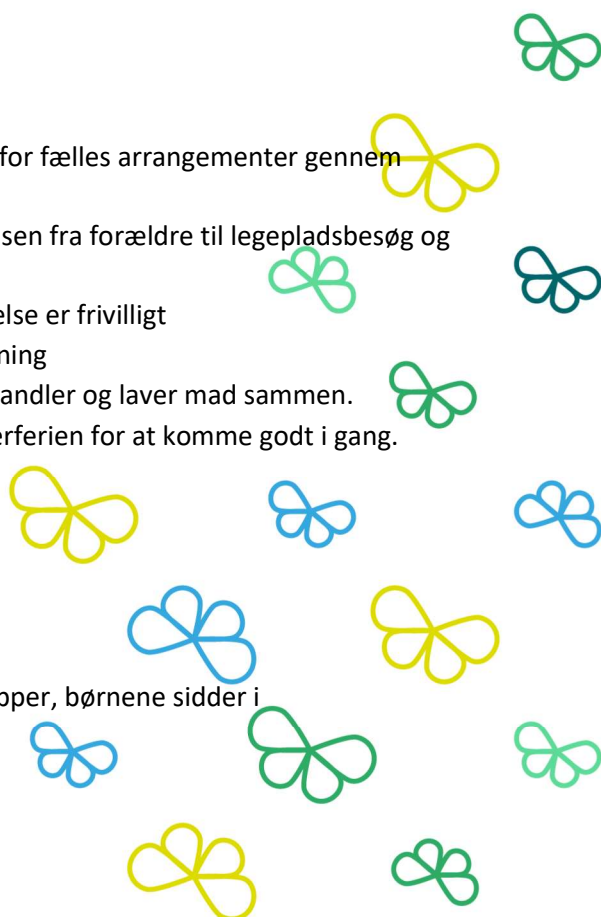 for fælles arrangementer gennem
sen fra forældre til legepladsbesøg og
else er frivilligt
ning
andler og laver mad sammen.
erferien for at komme godt i gang.
pper, børnene sidder i